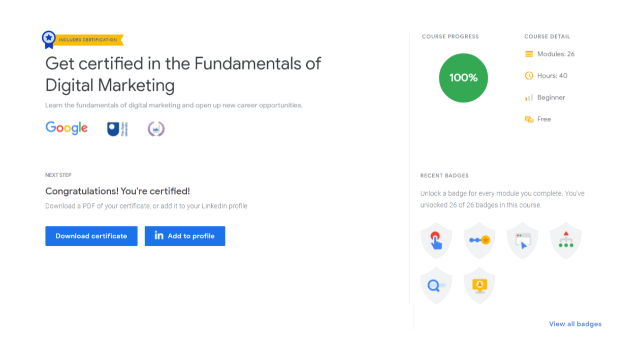 INCLUDES CERTIFICATION
Get certified in the Fundamentals of
Digital Marketing
Learn the fundamentals of digital marketing and open up new career opportunities.
Google
NEXT STEP
Congratulations! You're certified!
Download a PDF of your certificate, or add it to your LinkedIn profile
Download certificate
in Add to profile
COURSE PROGRESS
100%
COURSE DETAIL
Modules: 26
Hours: 40
Beginner
Free
RECENT BADGES
Unlock a badge for every module you complete. You've
unlocked 26 of 26 badges in this course.
View all badges